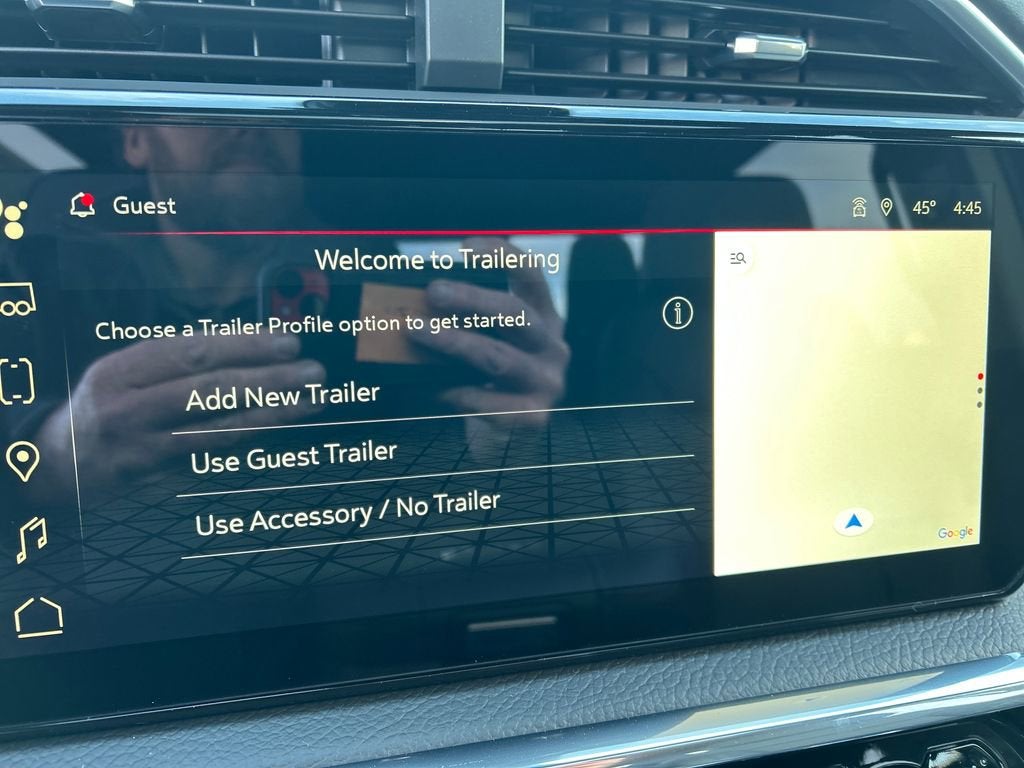 Guest
45° 4:45
Welcome to Trailering
Choose a Trailer Profile option to get started.
Add New Trailer
Use Guest Trailer
Use Accessory / No Trailer
Google